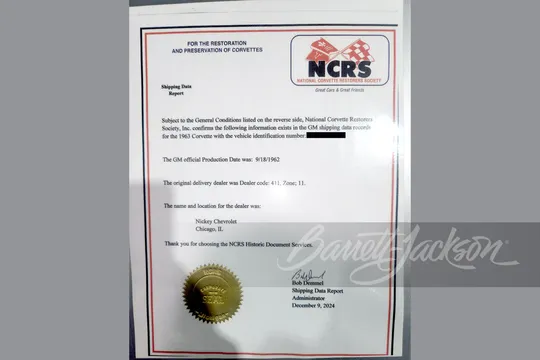 FOR THE RESTORATION
AND PRESERVATION OF CORVETTES
NCRS
NATIONAL CORVETTE RESTORERS SOCIETY
Great Cars & Great Friends
Shipping Data
Report
Subject to the General Conditions listed on the reverse side, National Corvette Restorers
Society, Inc. confirms the following information exists in the GM shipping data records
for the 1963 Corvette with the vehicle identification number:
The GM official Production Date was: 9/18/1962
The original delivery dealer was Dealer code: 411, Zone: 11.
The name and location for the dealer was:
Nickey Chevrolet
Chicago, IL
Thank you for choosing the NCRS Historic Document Services.
Barrett-Jackson
Bob Dommel
Shipping Data Report
Administrator
December 9, 2024
SEAL